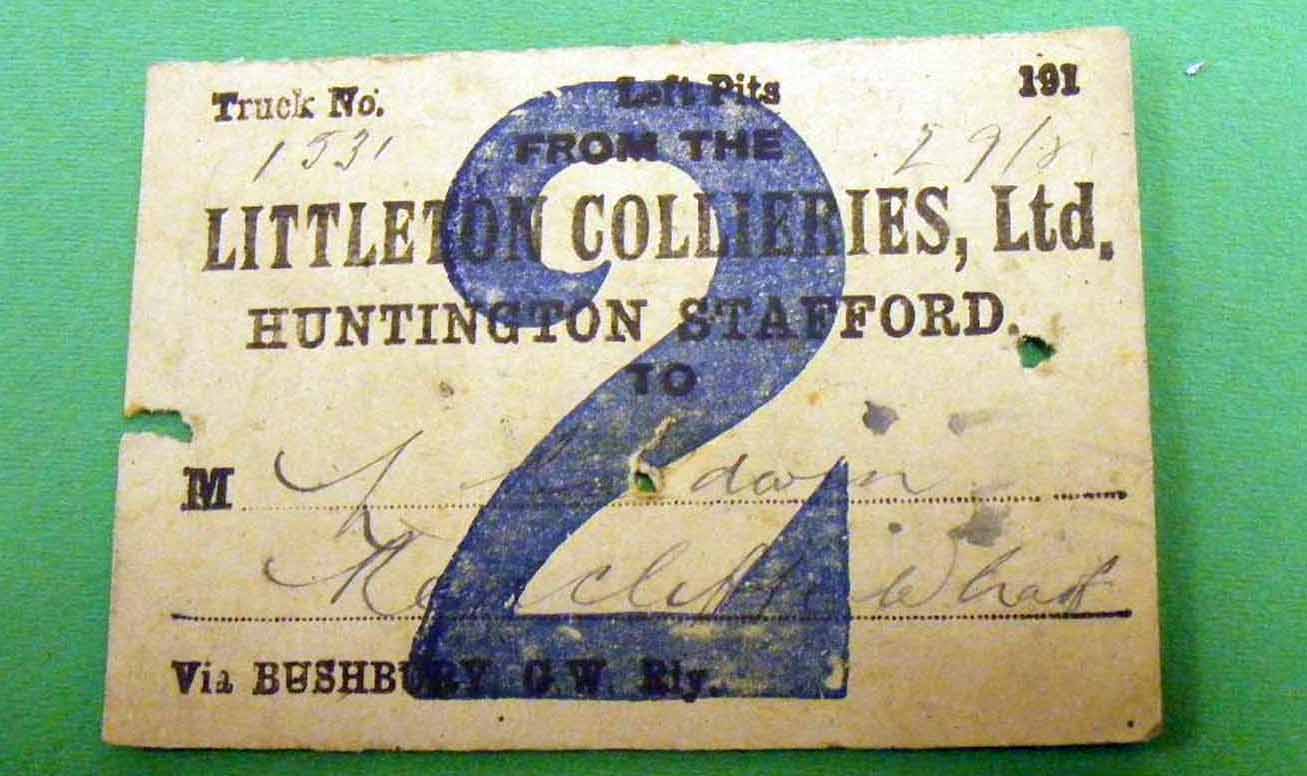 Truck No. Left Pits 191
1531 29/8
FROM THE
LITTLETON COLLIERIES, Ltd.
HUNTINGTON STAFFORD.
TO
M
Wharf
Via BUSHBURY G.W. Rly.
2